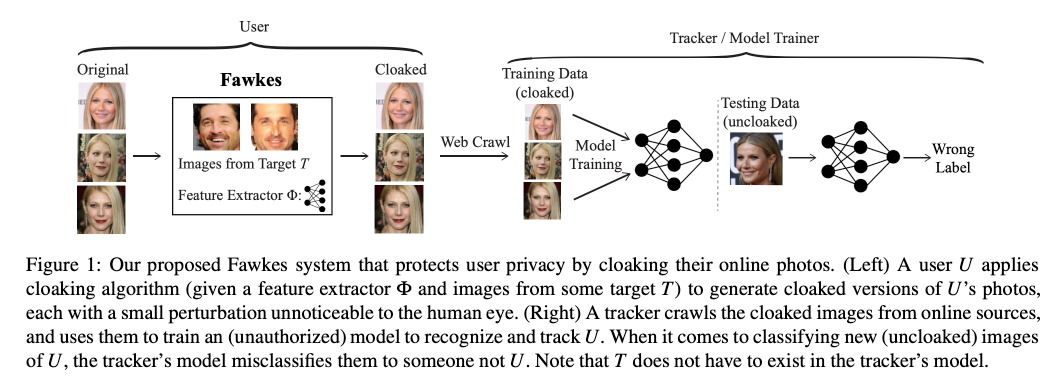 User
Tracker / Model Trainer
Original
Fawkes
Cloaked
Images from Target T
Feature Extractor Φ:
Web Crawl
Training Data
(cloaked)
Model
Training
Testing Data
(uncloaked)
Wrong
Label
Figure 1: Our proposed Fawkes system that protects user privacy by cloaking their online photos. (Left) A user U applies
cloaking algorithm (given a feature extractor Φ and images from some target T) to generate cloaked versions of U’s photos,
each with a small perturbation unnoticeable to the human eye. (Right) A tracker crawls the cloaked images from online sources,
and uses them to train an (unauthorized) model to recognize and track U. When it comes to classifying new (uncloaked) images
of U, the tracker’s model misclassifies them to someone not U. Note that T does not have to exist in the tracker’s model.